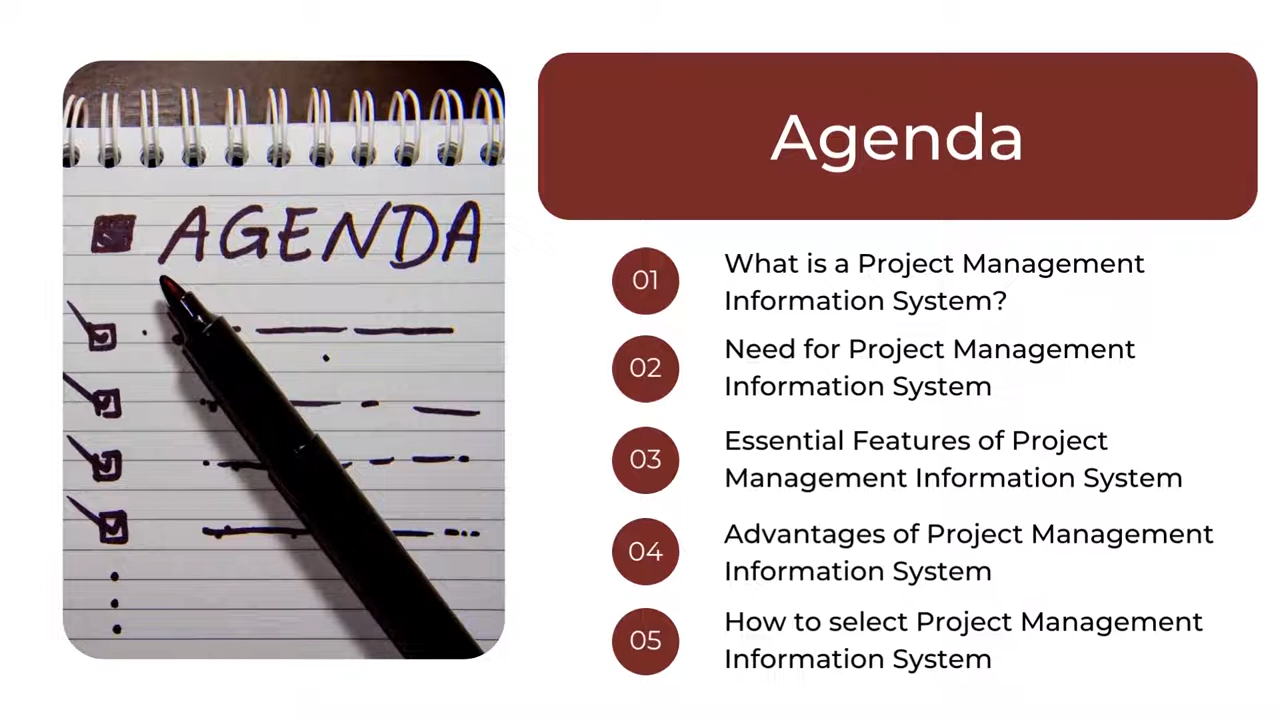 AGENDA
Agenda
01
What is a Project Management
Information System?
02
Need for Project Management
Information System
03
Essential Features of Project
Management Information System
04
Advantages of Project Management
Information System
05
How to select Project Management
Information System